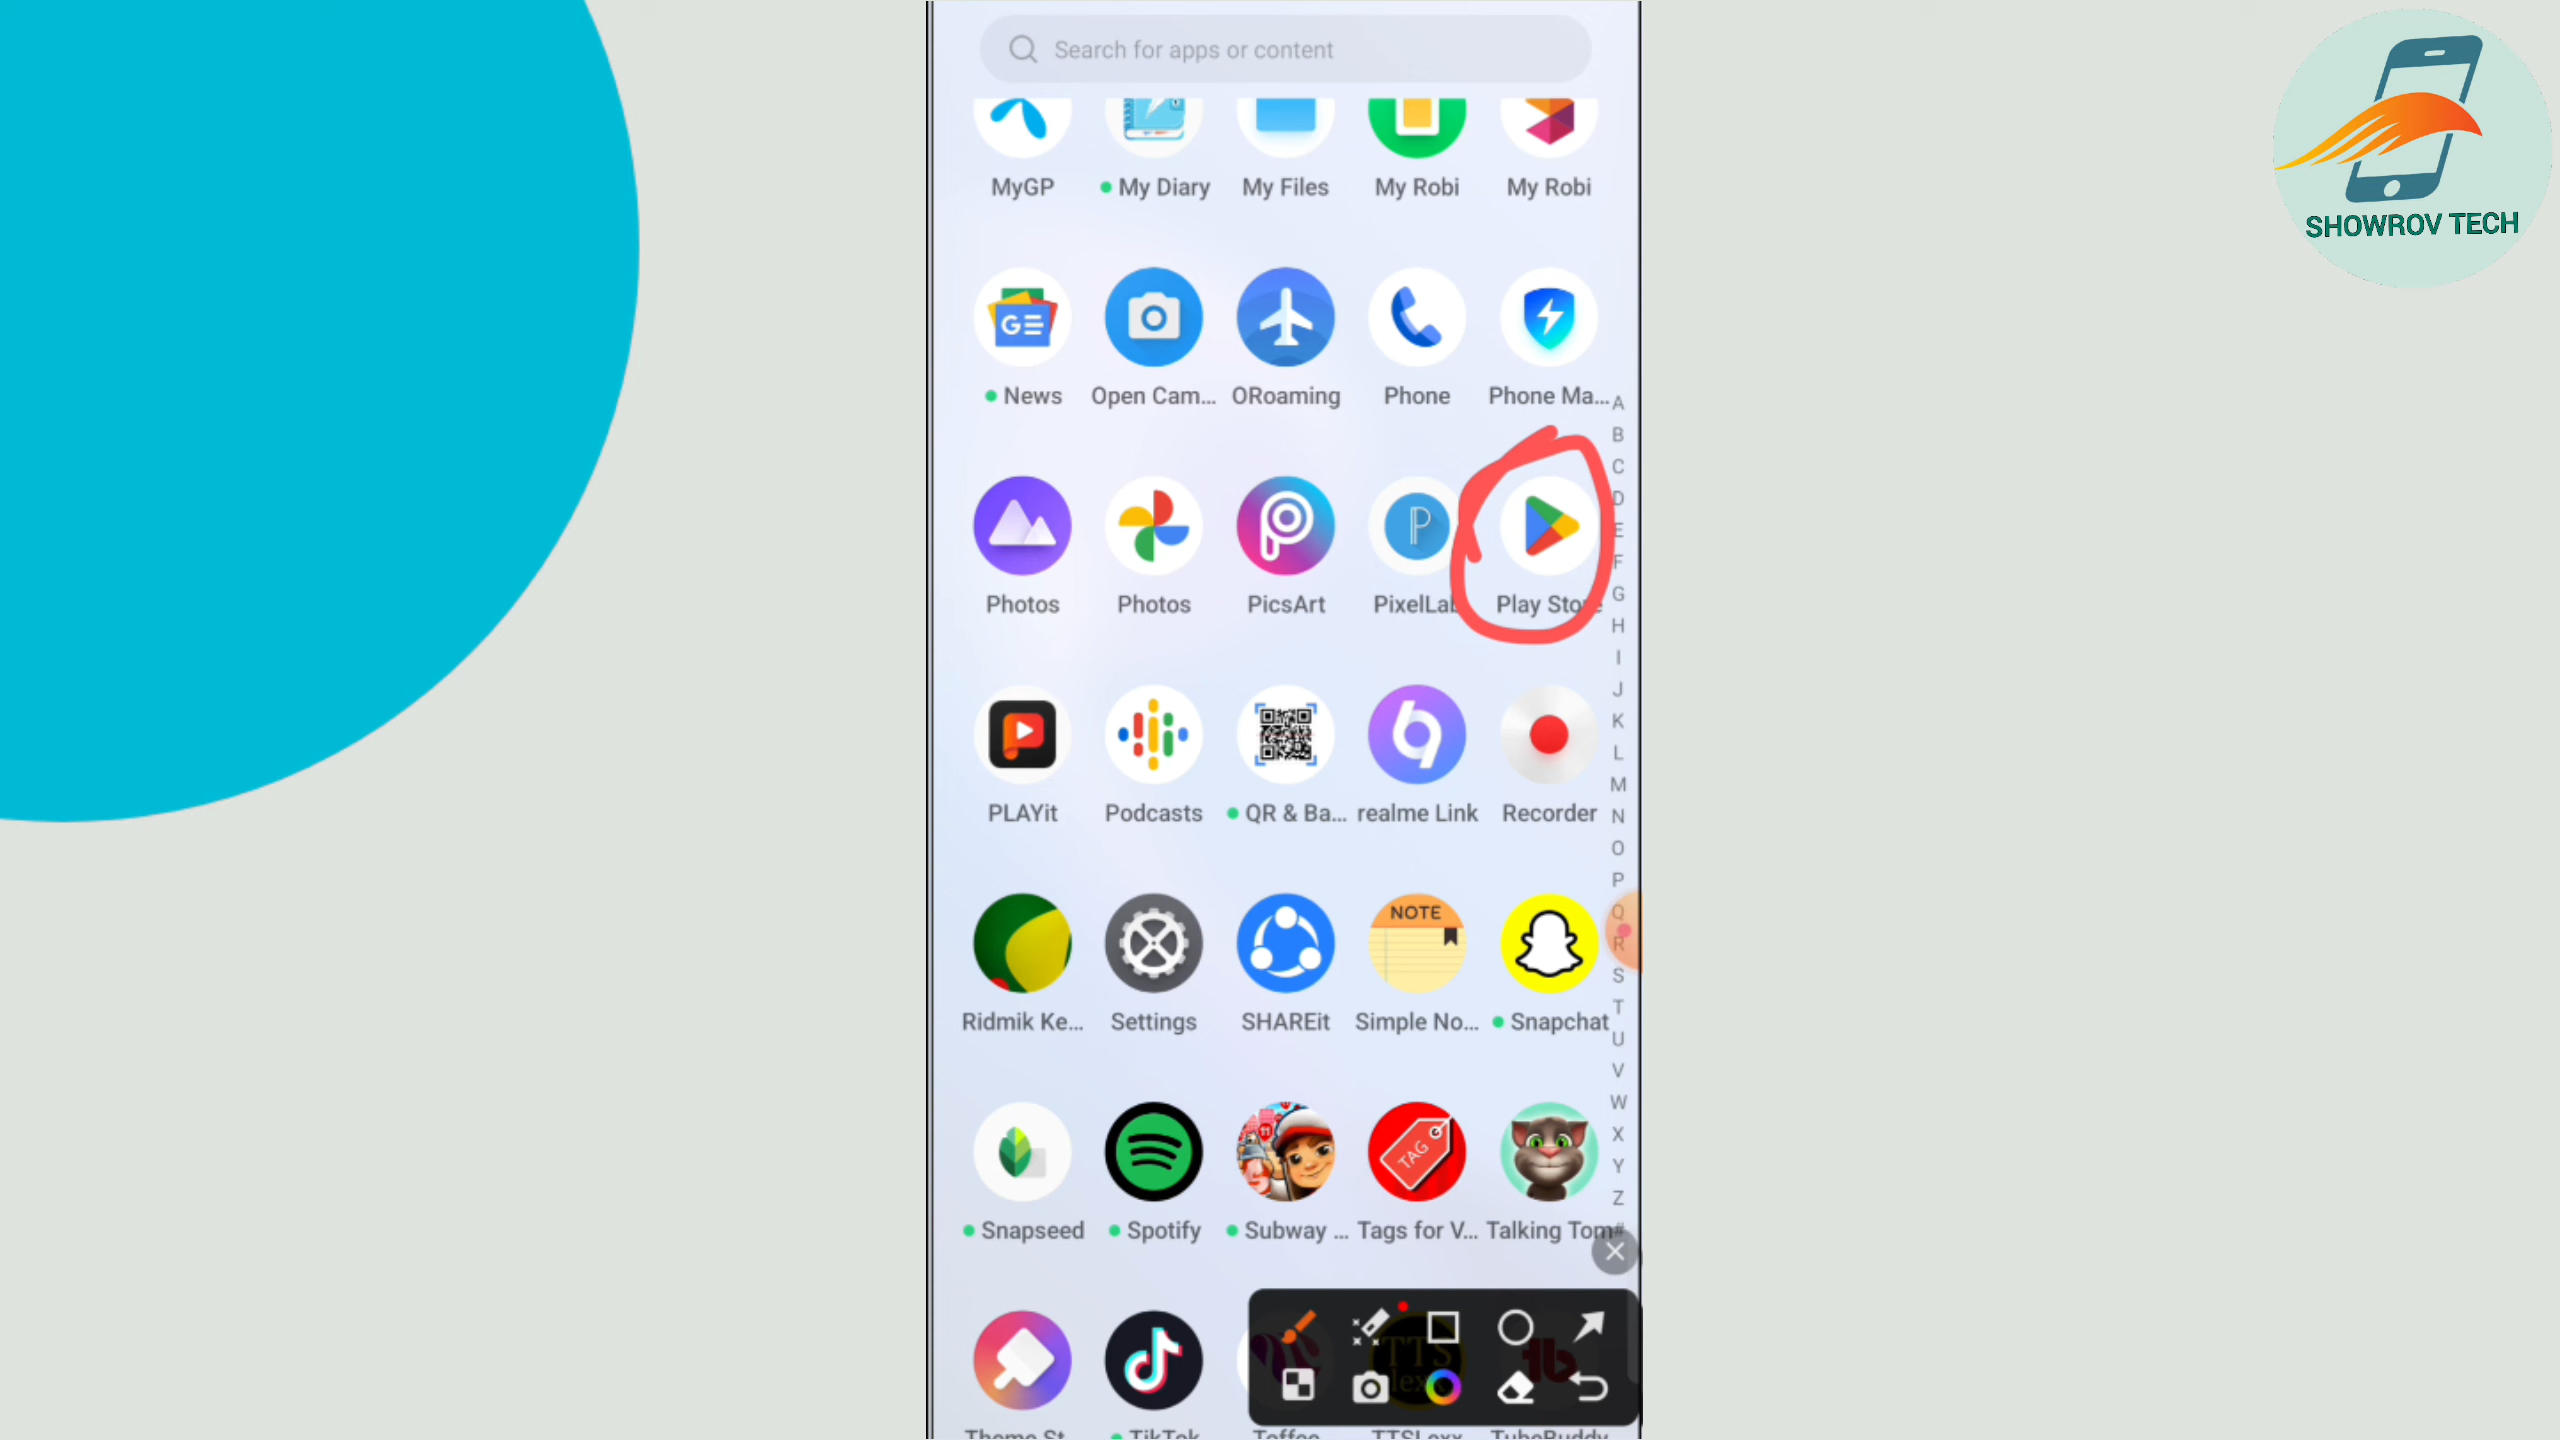 Search for apps or content
SHOWROV TECH
MyGP
My Diary
My Files
My Robi
My Robi
GE
News
Open Cam...
ORoaming
Phone
Phone Ma...
A
B
C
D
E
F
G
H
I
J
K
L
M
N
O
P
Q
R
S
T
U
V
W
X
Y
Z
#
Photos
Photos
PicsArt
PixelLab
Play Store
PLAYit
Podcasts
QR & Ba...
realme Link
Recorder
NOTE
Ridmik Ke...
Settings
SHAREit
Simple No...
Snapchat
TAG
Snapseed
Spotify
Subway ...
Tags for V...
Talking Tom
Theme St...
TikTok
Toffee
TTSLexx
TubeBuddy